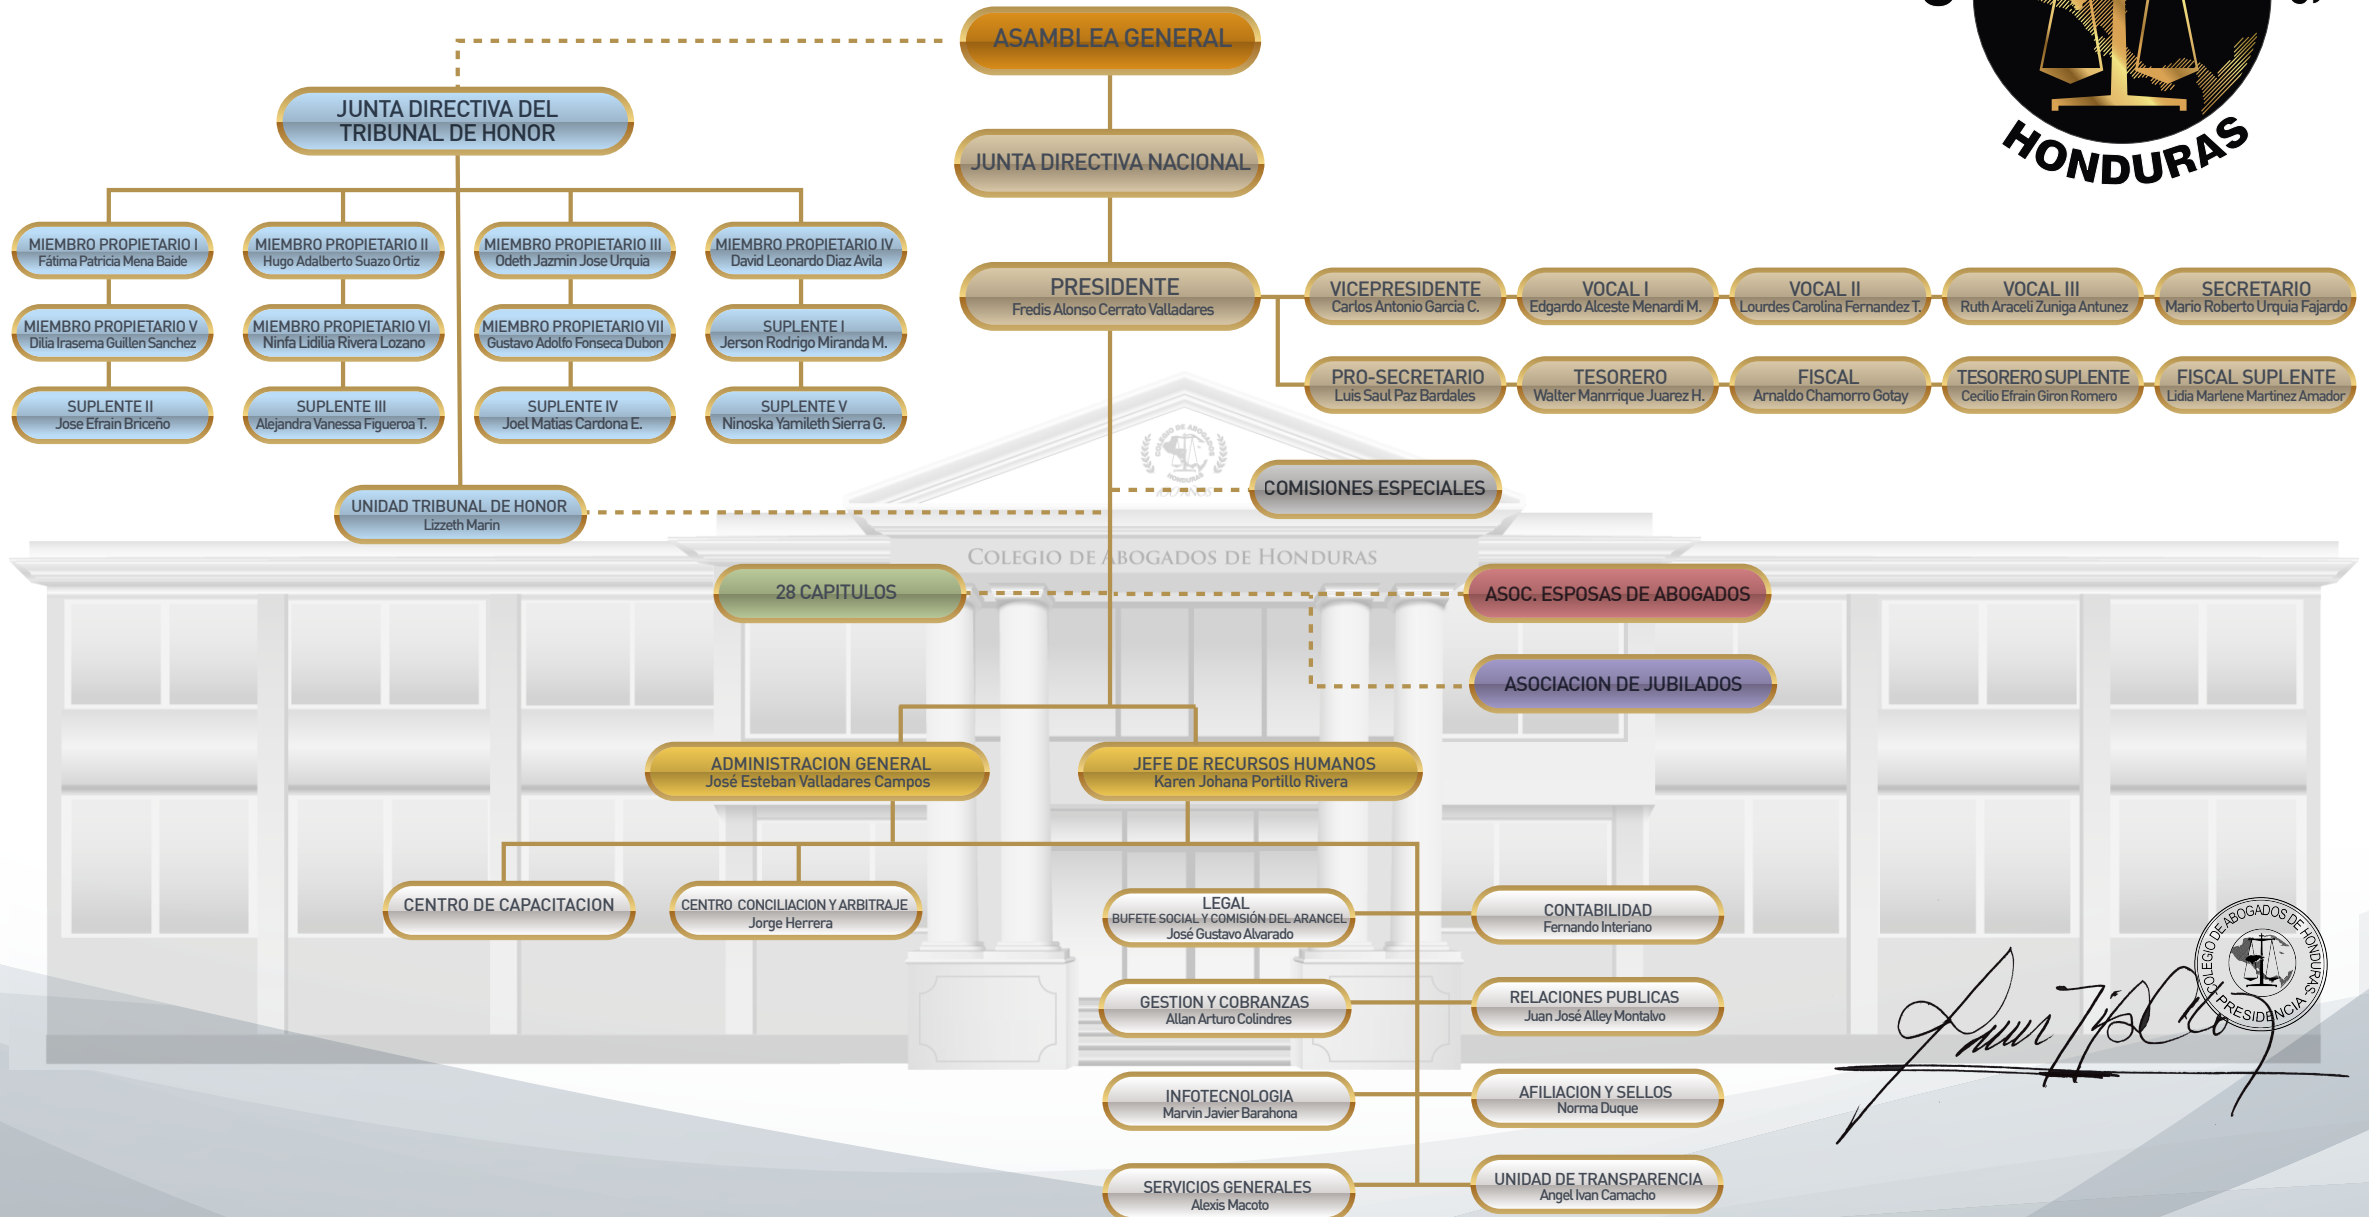 ASAMBLEA GENERAL
HONDURAS
JUNTA DIRECTIVA DEL
TRIBUNAL DE HONOR
JUNTA DIRECTIVA NACIONAL
MIEMBRO PROPIETARIO I
Fátima Patricia Mena Baide
MIEMBRO PROPIETARIO II
Hugo Adalberto Suazo Ortiz
MIEMBRO PROPIETARIO III
Odeth Jazmin Jose Urquia
MIEMBRO PROPIETARIO IV
David Leonardo Diaz Avila
MIEMBRO PROPIETARIO V
Dilia Irasema Guillen Sanchez
MIEMBRO PROPIETARIO VI
Ninfa Lidilia Rivera Lozano
MIEMBRO PROPIETARIO VII
Gustavo Adolfo Fonseca Dubon
SUPLENTE I
Jerson Rodrigo Miranda M.
SUPLENTE II
Jose Efrain Briceño
SUPLENTE III
Alejandra Vanessa Figueroa T.
SUPLENTE IV
Joel Matias Cardona E.
SUPLENTE V
Ninoska Yamileth Sierra G.
UNIDAD TRIBUNAL DE HONOR
Lizzeth Marin
PRESIDENTE
Fredis Alonso Cerrato Valladares
VICEPRESIDENTE
Carlos Antonio Garcia C.
VOCAL I
Edgardo Alceste Menardi M.
VOCAL II
Lourdes Carolina Fernandez T.
VOCAL III
Ruth Araceli Zuniga Antunez
SECRETARIO
Mario Roberto Urquia Fajardo
PRO-SECRETARIO
Luis Saul Paz Bardales
TESORERO
Walter Manrrique Juarez H.
FISCAL
Arnaldo Chamorro Gotay
TESORERO SUPLENTE
Cecilio Efrain Giron Romero
FISCAL SUPLENTE
Lidia Marlene Martinez Amador
COLEGIO DE ABOGADOS
HONDURAS
100 AÑOS
COMISIONES ESPECIALES
COLEGIO DE ABOGADOS DE HONDURAS
28 CAPITULOS
ASOC. ESPOSAS DE ABOGADOS
ASOCIACION DE JUBILADOS
ADMINISTRACION GENERAL
José Esteban Valladares Campos
JEFE DE RECURSOS HUMANOS
Karen Johana Portillo Rivera
CENTRO DE CAPACITACION
CENTRO CONCILIACION Y ARBITRAJE
Jorge Herrera
LEGAL
BUFETE SOCIAL Y COMISIÓN DEL ARANCEL
José Gustavo Alvarado
CONTABILIDAD
Fernando Interiano
GESTION Y COBRANZAS
Allan Arturo Colindres
RELACIONES PUBLICAS
Juan José Alley Montalvo
INFOTECNOLOGIA
Marvin Javier Barahona
AFILIACION Y SELLOS
Norma Duque
SERVICIOS GENERALES
Alexis Macoto
UNIDAD DE TRANSPARENCIA
Angel Ivan Camacho
COLEGIO DE ABOGADOS DE HONDURAS
PRESIDENCIA